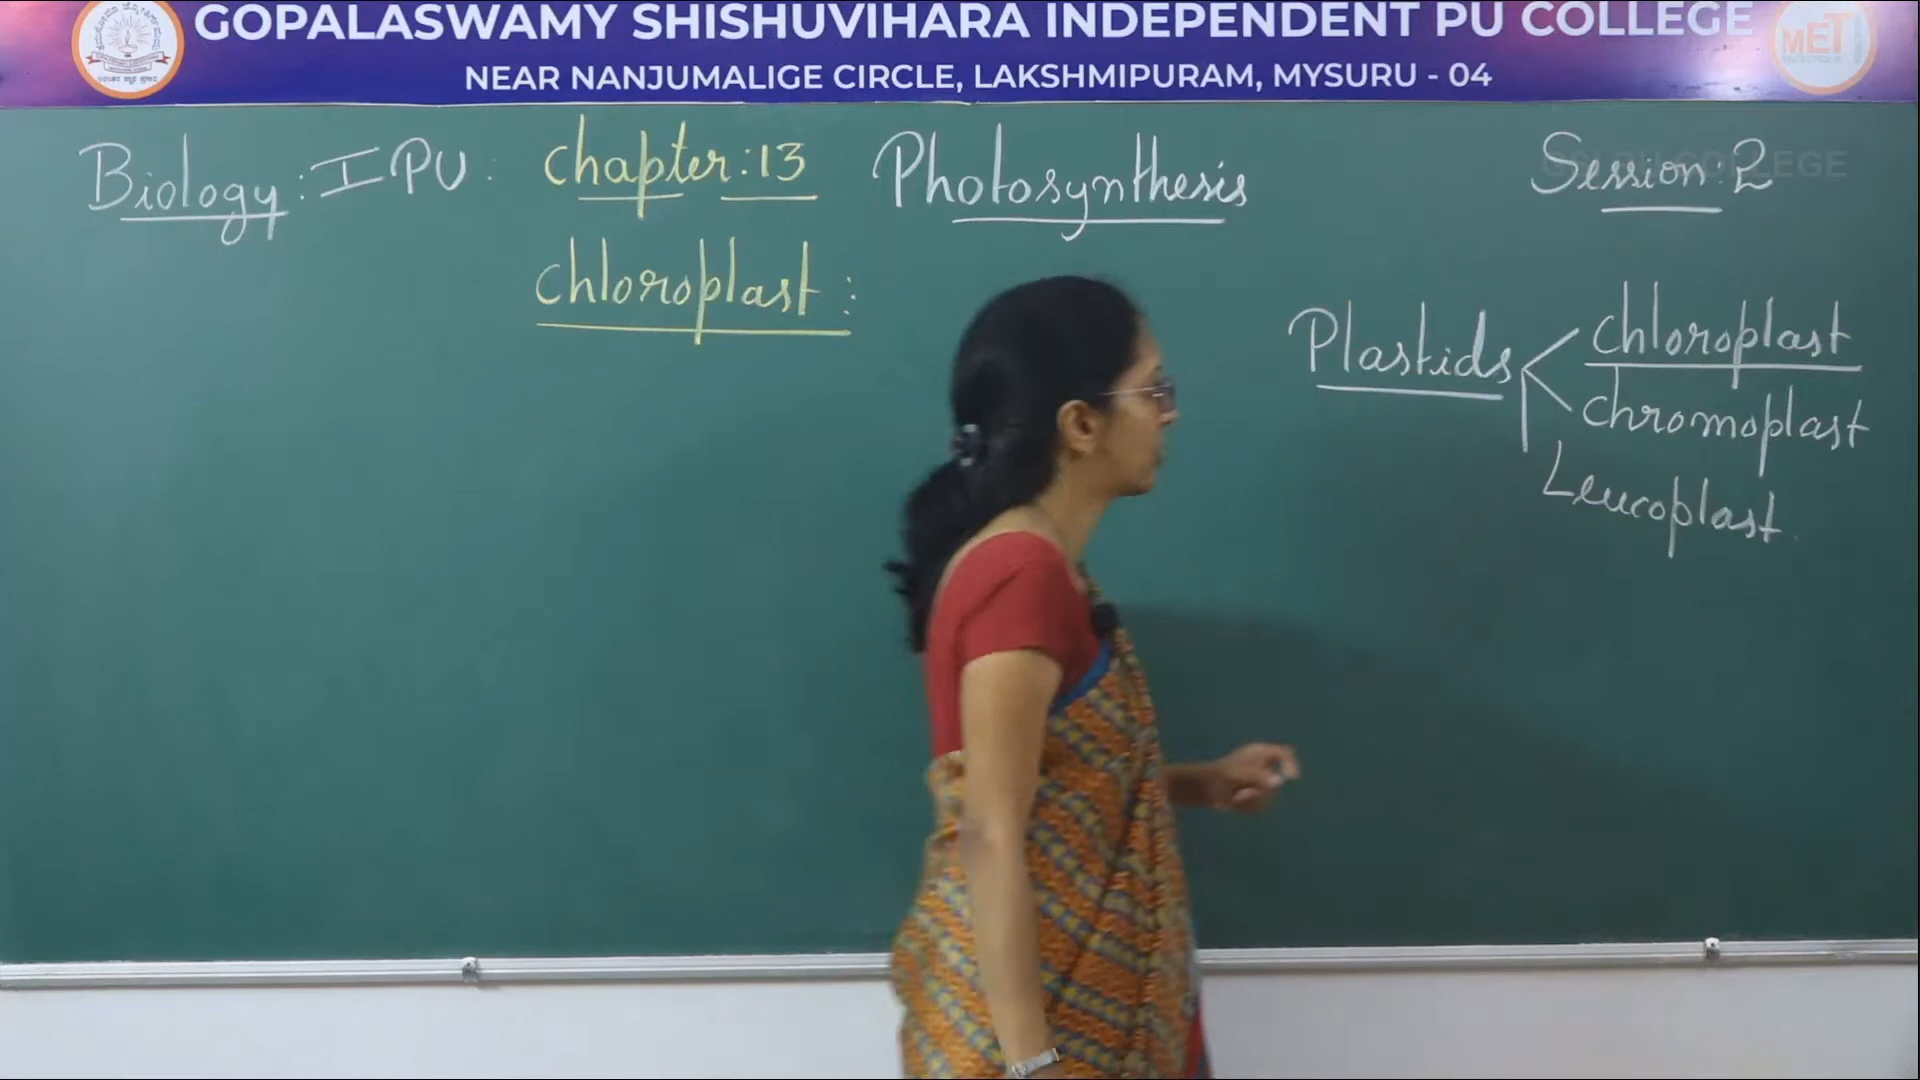 GOPALASWAMY SHISHUVIHARA INDEPENDENT PU COLLEGE
NEAR NANJUMALIGE CIRCLE, LAKSHMIPURAM, MYSURU - 04
MET
Biology: I PU: Chapter: 13 Photosynthesis Session: 2
Chloroplast:
Plastids
Chloroplast
Chromoplast
Leucoplast.